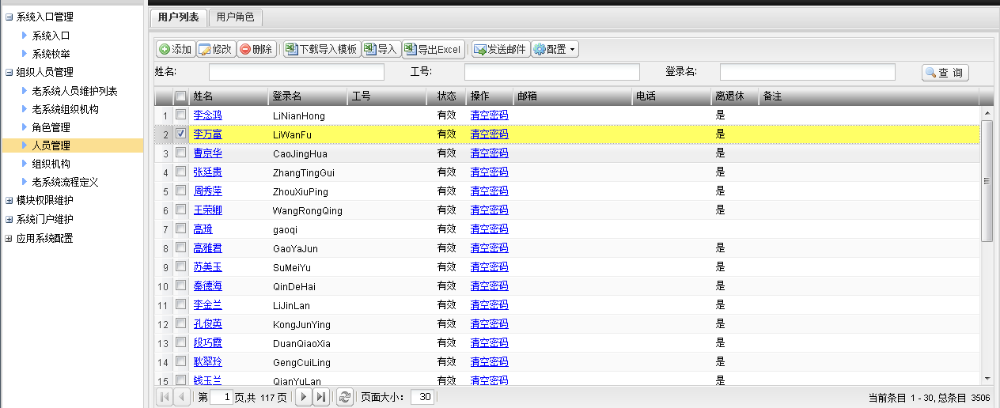 系统入口管理
系统入口
系统枚举
组织人员管理
老系统人员维护列表
老系统组织机构
角色管理
人员管理
组织机构
老系统流程定义
模块权限维护
系统门户维护
应用系统配置
用户列表 用户角色
添加 修改 删除 下载导入模板 导入 导出Excel 发送邮件 配置
姓名: 工号: 登录名: 查 询
姓名 登录名 工号 状态 操作 邮箱 电话 离退休 备注
1 李念鸿 LiNianHong 有效 清空密码 是
2 李万富 LiWanFu 有效 清空密码 是
3 曹京华 CaoJingHua 有效 清空密码 是
4 张廷贵 ZhangTingGui 有效 清空密码 是
5 周秀萍 ZhouXiuPing 有效 清空密码 是
6 王荣卿 WangRongQing 有效 清空密码 是
7 高琦 gaoqi 有效 清空密码
8 高雅君 GaoYaJun 有效 清空密码 是
9 苏美玉 SuMeiYu 有效 清空密码 是
10 秦德海 QinDeHai 有效 清空密码 是
11 李金兰 LiJinLan 有效 清空密码 是
12 孔俊英 KongJunYing 有效 清空密码 是
13 段巧霞 DuanQiaoXia 有效 清空密码 是
14 耿翠玲 GengCuiLing 有效 清空密码 是
15 钱玉兰 QianYuLan 有效 清空密码 是
第 1 页,共 117 页 页面大小: 30 当前条目 1 - 30, 总条目 3506